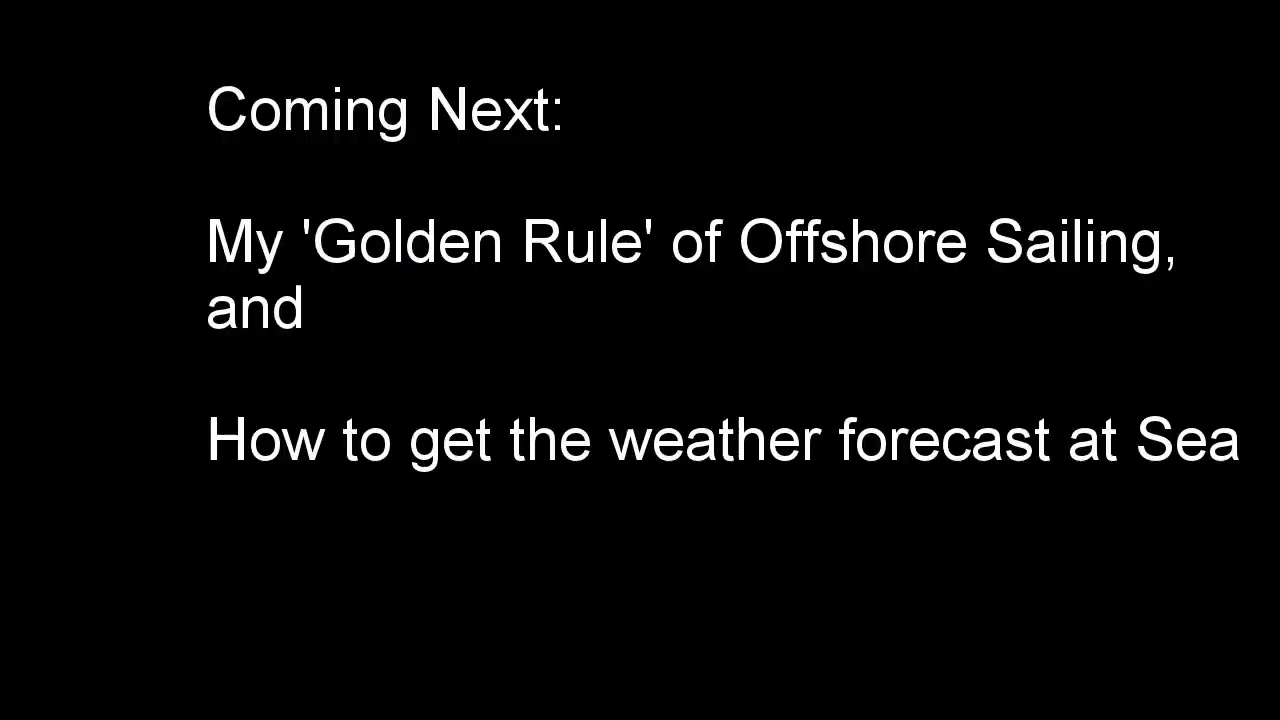 Coming Next:
My 'Golden Rule' of Offshore Sailing,
and
How to get the weather forecast at Sea